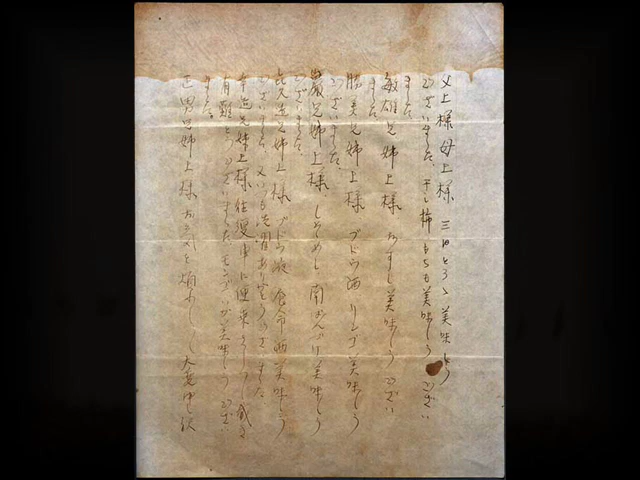 父上様母上様 三日とろろ美味しう
ございました。干し柿 もちも美味しうござい
ました。
敏雄兄姉上様 おすし美味しうござい
ました。
勝美兄姉上様 ブドウ酒 リンゴ美味しう
ございました。
巌兄姉上様、しそめし 南ばんづけ美味しう
ございました。
喜久造兄姉上様 ブドウ液 養命酒美味しう
ございました。又いつも洗濯ありがとうございました
幸造兄姉上様 往復車に便乗さして戴き
有難とうございました モンゴいか美味しうござい
ました。
正男兄姉上様 お気を煩わして大変申し訳